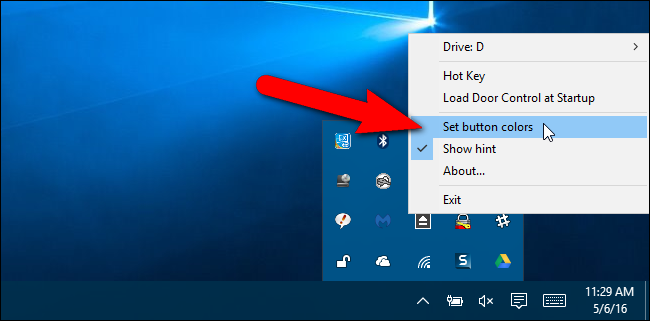 Drive: D
Hot Key
Load Door Control at Startup
Set button colors
Show hint
About...
Exit
11:29 AM
5/6/16